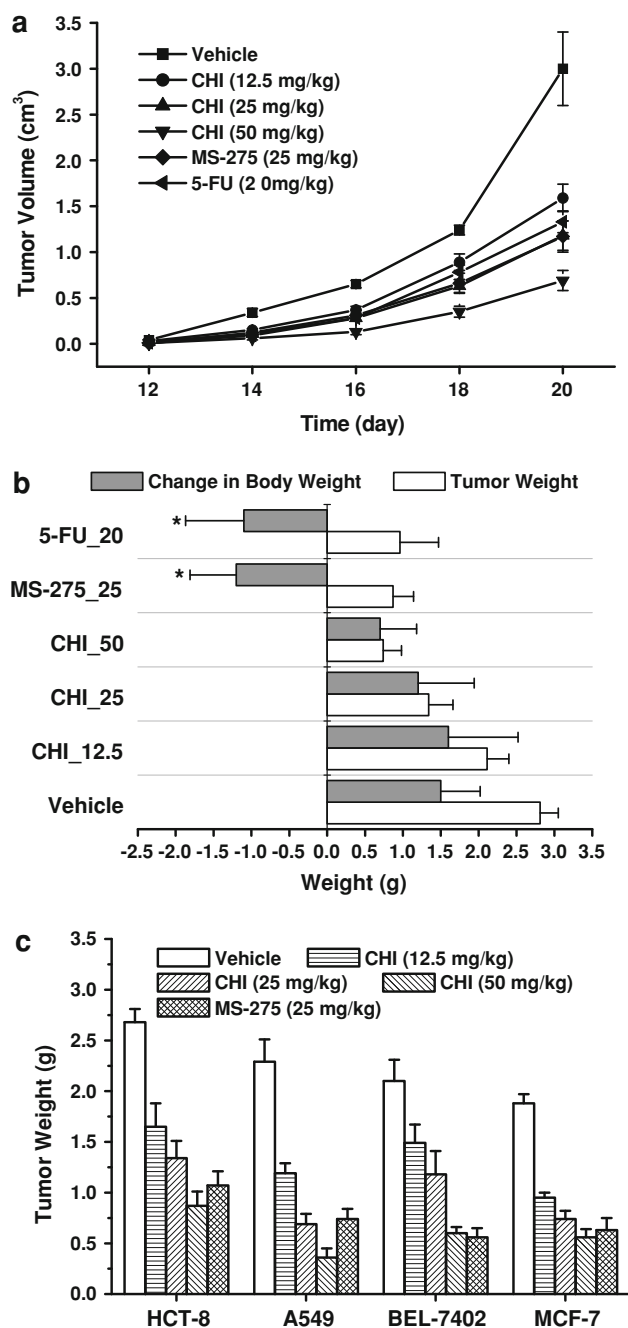 a
Tumor Volume (cm³)
3.5
3.0
2.5
2.0
1.5
1.0
0.5
0.0
Vehicle
CHI (12.5 mg/kg)
CHI (25 mg/kg)
CHI (50 mg/kg)
MS-275 (25 mg/kg)
5-FU (2 0mg/kg)
12 14 16 18 20
Time (day)
b
Change in Body Weight Tumor Weight
5-FU_20
*
MS-275_25
*
CHI_50
CHI_25
CHI_12.5
Vehicle
-2.5 -2.0 -1.5 -1.0 -0.5 0.0 0.5 1.0 1.5 2.0 2.5 3.0 3.5
Weight (g)
c
Tumor Weight (g)
3.0
2.5
2.0
1.5
1.0
0.5
0.0
Vehicle CHI (12.5 mg/kg)
CHI (25 mg/kg) CHI (50 mg/kg)
MS-275 (25 mg/kg)
HCT-8 A549 BEL-7402 MCF-7